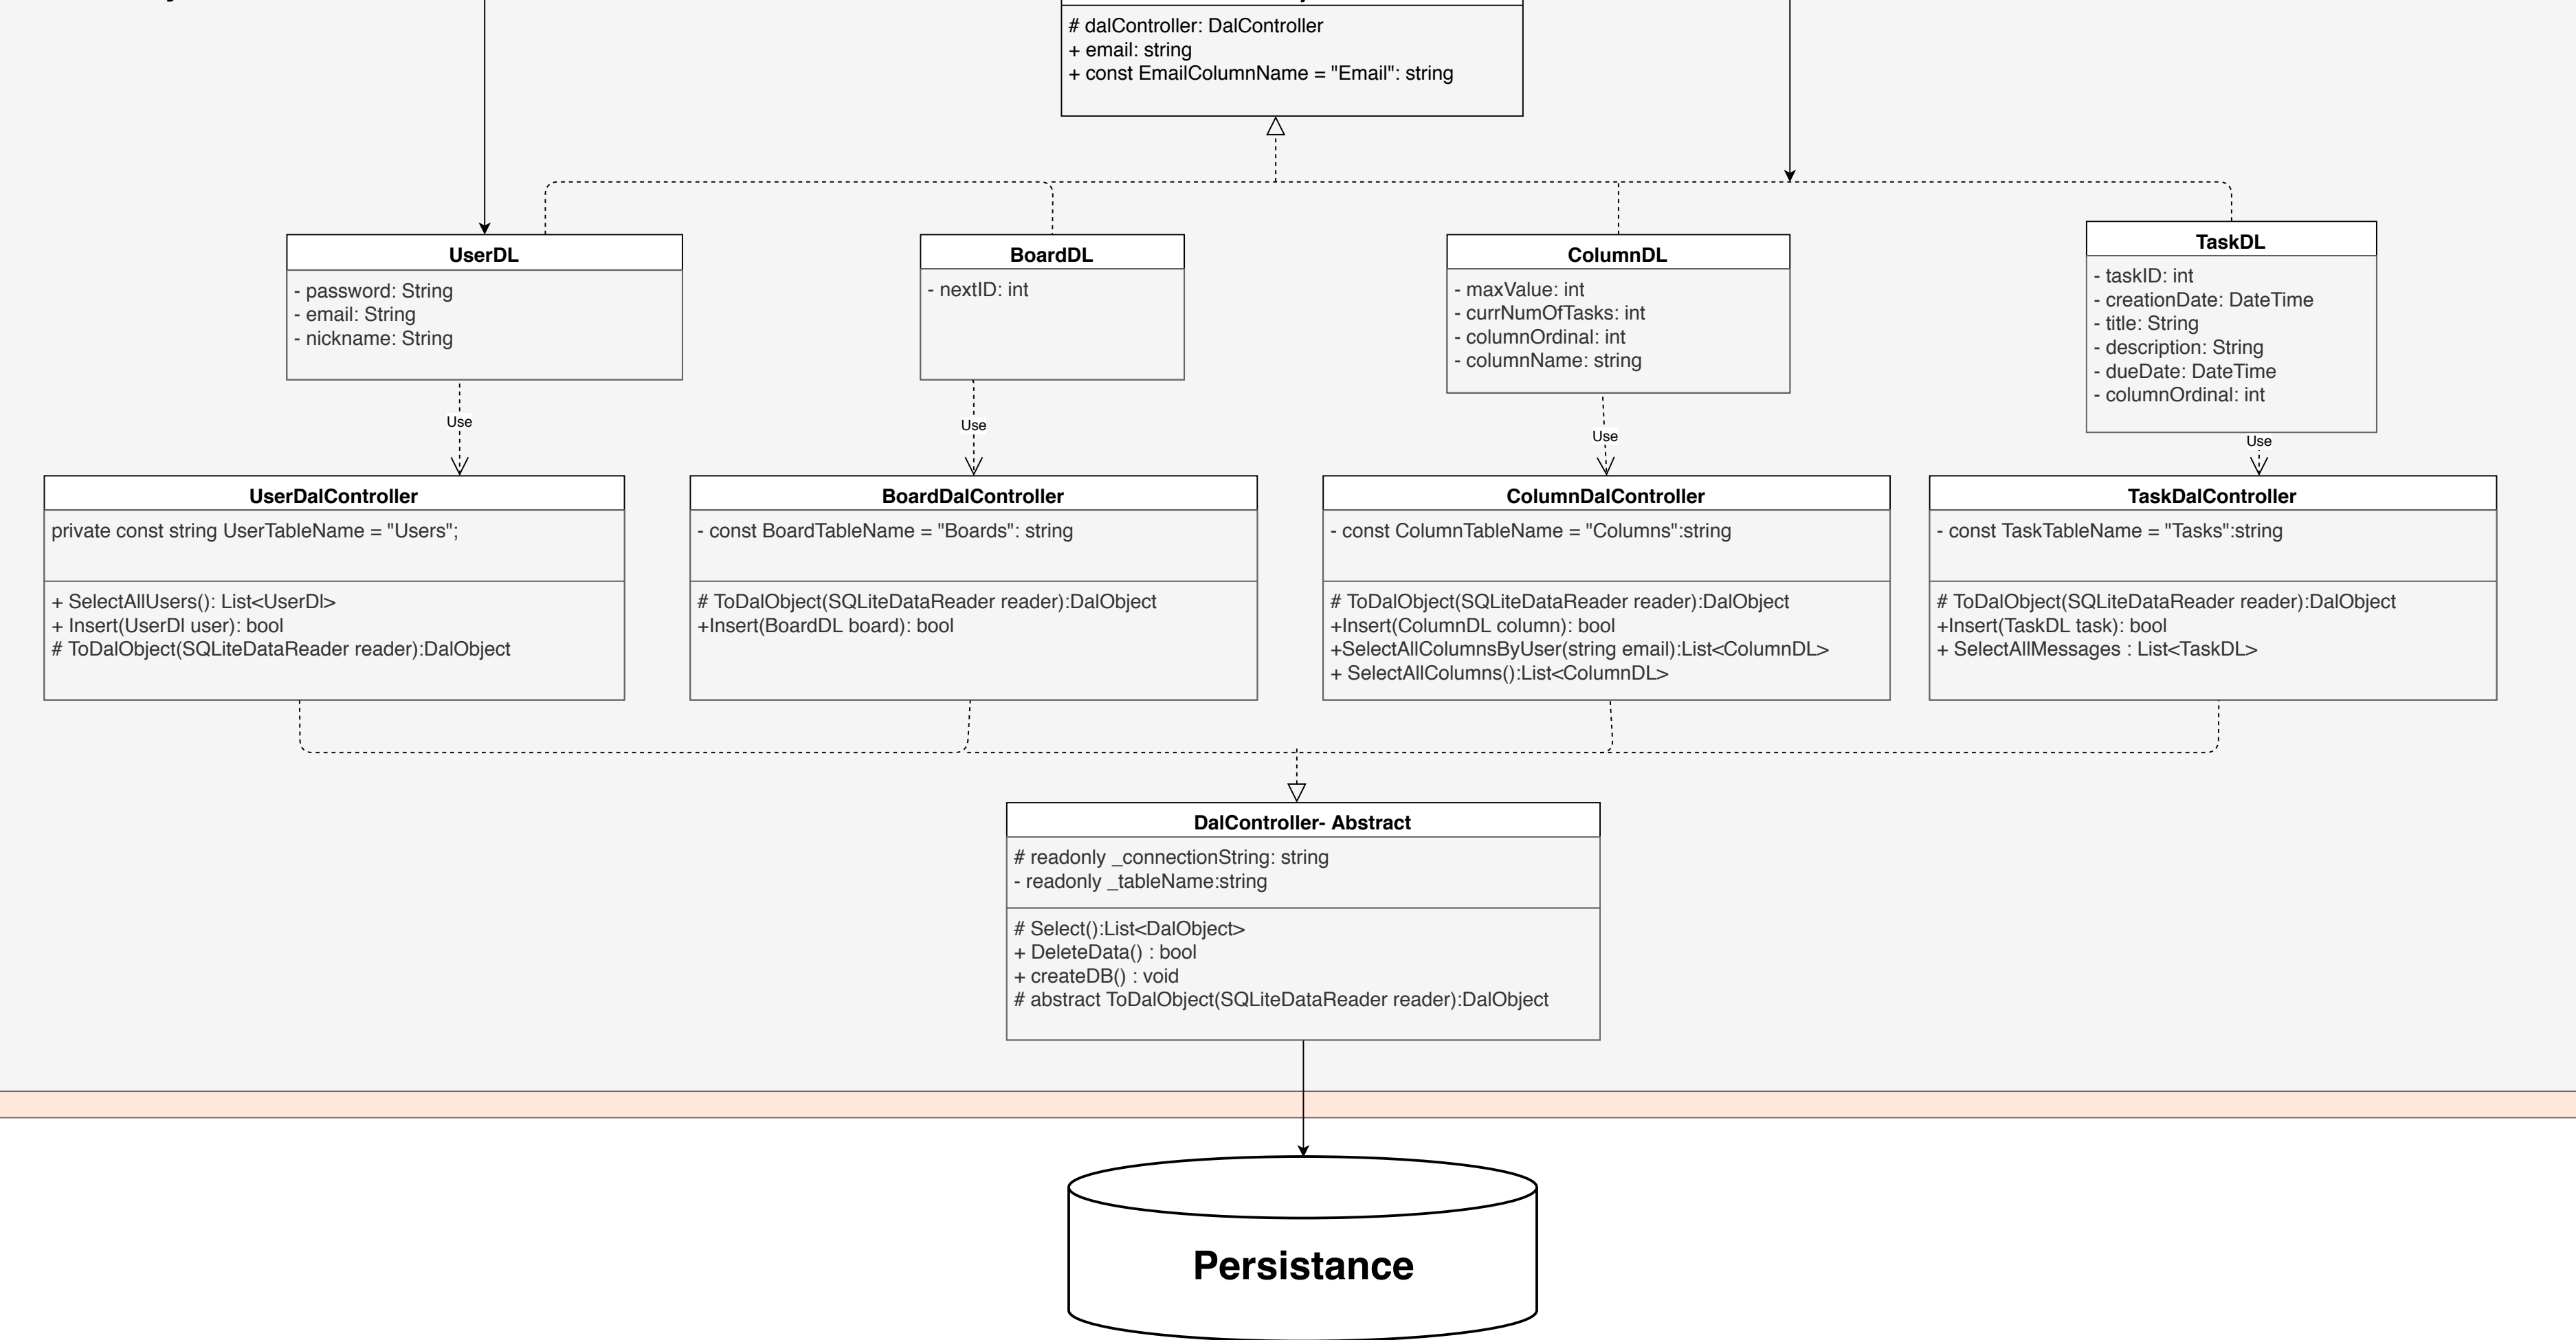 # dalController: DalController
+ email: string
+ const EmailColumnName = "Email": string
UserDL
- password: String
- email: String
- nickname: String
BoardDL
- nextID: int
ColumnDL
- maxValue: int
- currNumOfTasks: int
- columnOrdinal: int
- columnName: string
TaskDL
- taskID: int
- creationDate: DateTime
- title: String
- description: String
- dueDate: DateTime
- columnOrdinal: int
Use
Use
Use
Use
UserDalController
private const string UserTableName = "Users";
+ SelectAllUsers(): List<UserDl>
+ Insert(UserDl user): bool
# ToDalObject(SQLiteDataReader reader):DalObject
BoardDalController
- const BoardTableName = "Boards": string
# ToDalObject(SQLiteDataReader reader):DalObject
+Insert(BoardDL board): bool
ColumnDalController
- const ColumnTableName = "Columns":string
# ToDalObject(SQLiteDataReader reader):DalObject
+Insert(ColumnDL column): bool
+SelectAllColumnsByUser(string email):List<ColumnDL>
+ SelectAllColumns():List<ColumnDL>
TaskDalController
- const TaskTableName = "Tasks":string
# ToDalObject(SQLiteDataReader reader):DalObject
+Insert(TaskDL task): bool
+ SelectAllMessages : List<TaskDL>
DalController- Abstract
# readonly _connectionString: string
- readonly _tableName:string
# Select():List<DalObject>
+ DeleteData() : bool
+ createDB() : void
# abstract ToDalObject(SQLiteDataReader reader):DalObject
Persistance